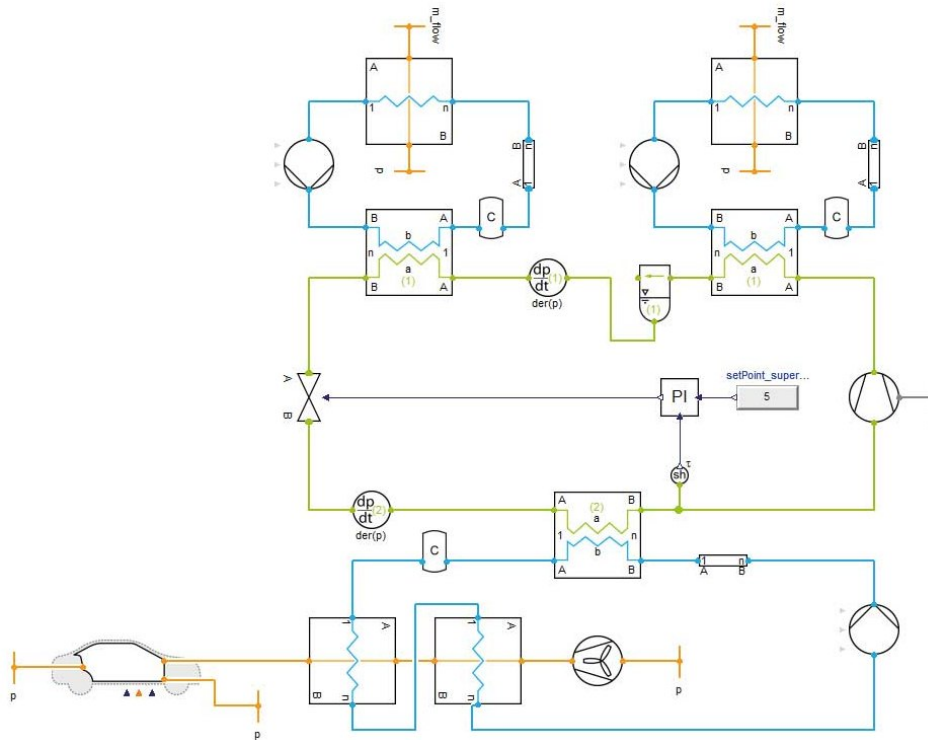 m_flow
m_flow
A
A
1
n
1
n
B
B
p
p
B
n
B
n
A
1
A
1
C
C
B
A
B
A
b
b
n
1
n
1
a
a
(1)
(1)
B
A
B
A
dp
dt
(1)
der(p)
(1)
setPoint_super...
A
B
PI
5
τ
sh
dp
dt
(2)
der(p)
A
B
(2)
a
1
n
b
A
B
C
1
n
A
B
1
A
1
A
B
n
B
n
p
p
p